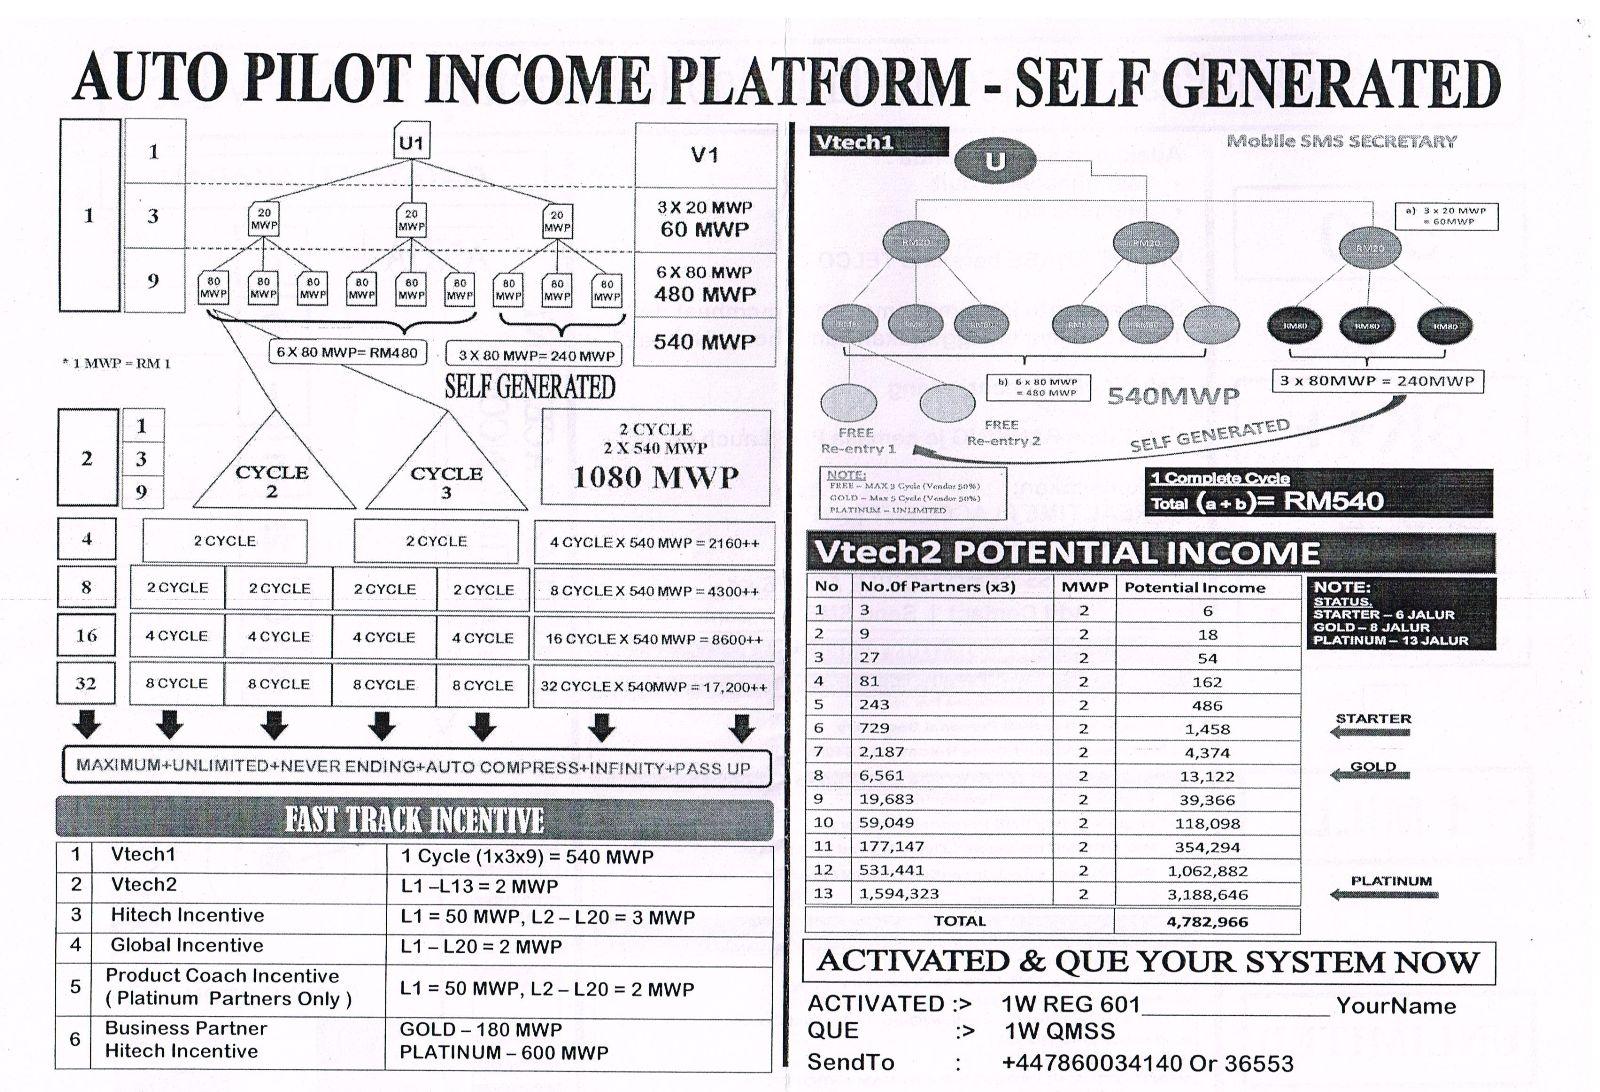 AUTO PILOT INCOME PLATFORM - SELF GENERATED
1
1
U1
V1
3
20 MWP
20 MWP
20 MWP
3 X 20 MWP
60 MWP
9
80 MWP
80 MWP
80 MWP
80 MWP
80 MWP
80 MWP
80 MWP
80 MWP
80 MWP
6 X 80 MWP
480 MWP
6 X 80 MWP= RM480
3 X 80 MWP= 240 MWP
540 MWP
* 1 MWP = RM 1
SELF GENERATED
2
1
3
9
CYCLE
2
CYCLE
3
2 CYCLE
2 X 540 MWP
1080 MWP
4
2 CYCLE
2 CYCLE
4 CYCLE X 540 MWP = 2160++
8
2 CYCLE
2 CYCLE
2 CYCLE
2 CYCLE
8 CYCLE X 540 MWP = 4300++
16
4 CYCLE
4 CYCLE
4 CYCLE
4 CYCLE
16 CYCLE X 540 MWP = 8600++
32
8 CYCLE
8 CYCLE
8 CYCLE
8 CYCLE
32 CYCLE X 540MWP = 17,200++
MAXIMUM+UNLIMITED+NEVER ENDING+AUTO COMPRESS+INFINITY+PASS UP
FAST TRACK INCENTIVE
1 Vtech1 1 Cycle (1x3x9) = 540 MWP
2 Vtech2 L1 –L13 = 2 MWP
3 Hitech Incentive L1 = 50 MWP, L2 – L20 = 3 MWP
4 Global Incentive L1 – L20 = 2 MWP
5 Product Coach Incentive
( Platinum Partners Only ) L1 = 50 MWP, L2 – L20 = 2 MWP
6 Business Partner GOLD – 180 MWP
Hitech Incentive PLATINUM – 600 MWP
Vtech1
U
Mobile SMS SECRETARY
RM20
RM20
RM20
a) 3 x 20 MWP
= 60MWP
RM80
RM80
RM80
RM80
RM80
RM80
RM80
RM80
b) 6 x 80 MWP
= 480 MWP
540MWP
3 x 80MWP = 240MWP
FREE
Re-entry 1
FREE
Re-entry 2
SELF GENERATED
NOTE:
FREE – MAX 3 Cycle (Vendor 50%)
GOLD – Max 5 Cycle (Vendor 50%)
PLATINUM – UNLIMITED
1 Complete Cycle
Total (a + b)= RM540
Vtech2 POTENTIAL INCOME
No No.Of Partners (x3) MWP Potential Income
1 3 2 6
2 9 2 18
3 27 2 54
4 81 2 162
5 243 2 486
6 729 2 1,458
7 2,187 2 4,374
8 6,561 2 13,122
9 19,683 2 39,366
10 59,049 2 118,098
11 177,147 2 354,294
12 531,441 2 1,062,882
13 1,594,323 2 3,188,646
TOTAL 4,782,966
NOTE:
STATUS.
STARTER – 6 JALUR
GOLD – 8 JALUR
PLATINUM – 13 JALUR
STARTER
GOLD
PLATINUM
ACTIVATED & QUE YOUR SYSTEM NOW
ACTIVATED :> 1W REG 601_______________ YourName
QUE :> 1W QMSS
SendTo : +447860034140 Or 36553